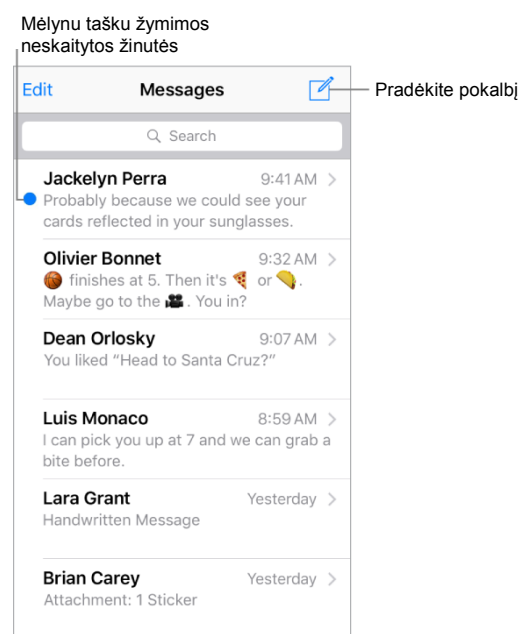 Mėlynu tašku žymimos
neskaitytos žinutės
Edit Messages
Pradėkite pokalbį
Search
Jackelyn Perra 9:41 AM
Probably because we could see your
cards reflected in your sunglasses.
Olivier Bonnet 9:32 AM
🏀 finishes at 5. Then it's 🍕 or 🌮.
Maybe go to the 🎥. You in?
Dean Orlosky 9:07 AM
You liked “Head to Santa Cruz?”
Luis Monaco 8:59 AM
I can pick you up at 7 and we can grab a
bite before.
Lara Grant Yesterday
Handwritten Message
Brian Carey Yesterday
Attachment: 1 Sticker